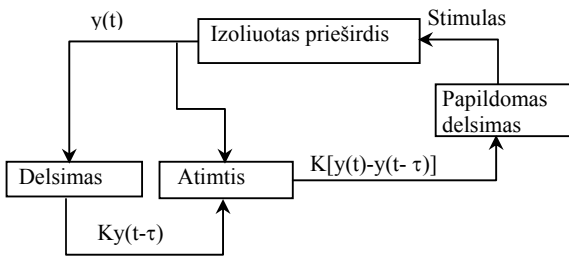 y(t)
Izoliuotas prieširdis
Stimulas
Papildomas
delsimas
Delsimas
Atimtis
K[y(t)-y(t- τ)]
Ky(t-τ)